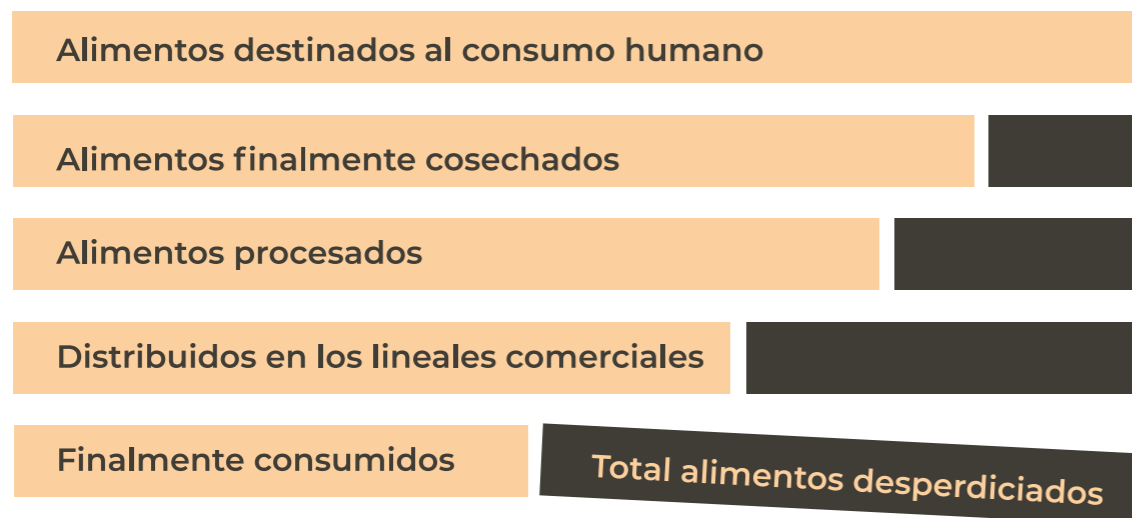 Alimentos destinados al consumo humano
Alimentos finalmente cosechados
Alimentos procesados
Distribuidos en los lineales comerciales
Finalmente consumidos
Total alimentos desperdiciados